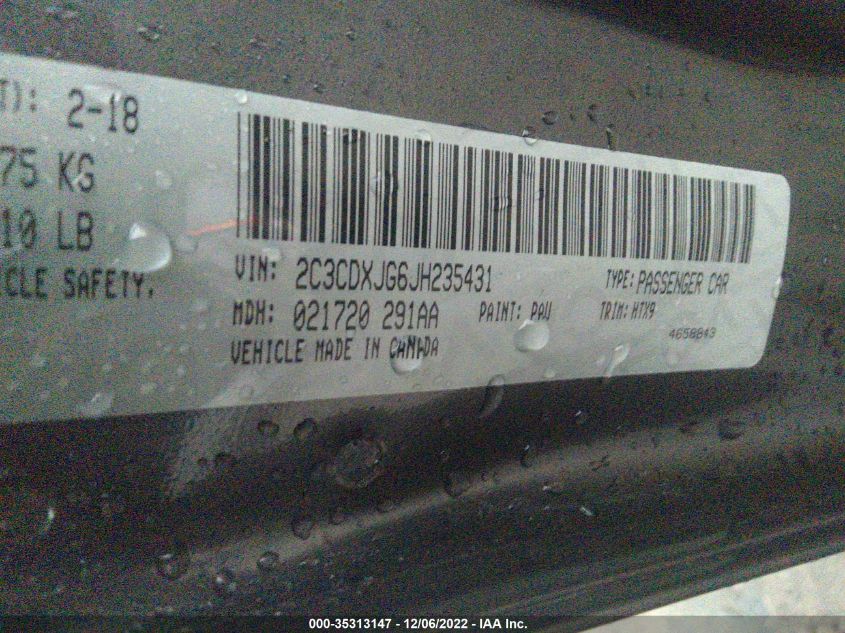 T): 2-18
75 KG
10 LB
ICLE SAFETY.
VIN: 2C3CDXJG6JH235431 TYPE: PASSENGER CAR
MDH: 021720 291AA PAINT: PAU TRIM: HTX9
4658843
VEHICLE MADE IN CANADA
000-35313147 - 12/06/2022 - IAA Inc.